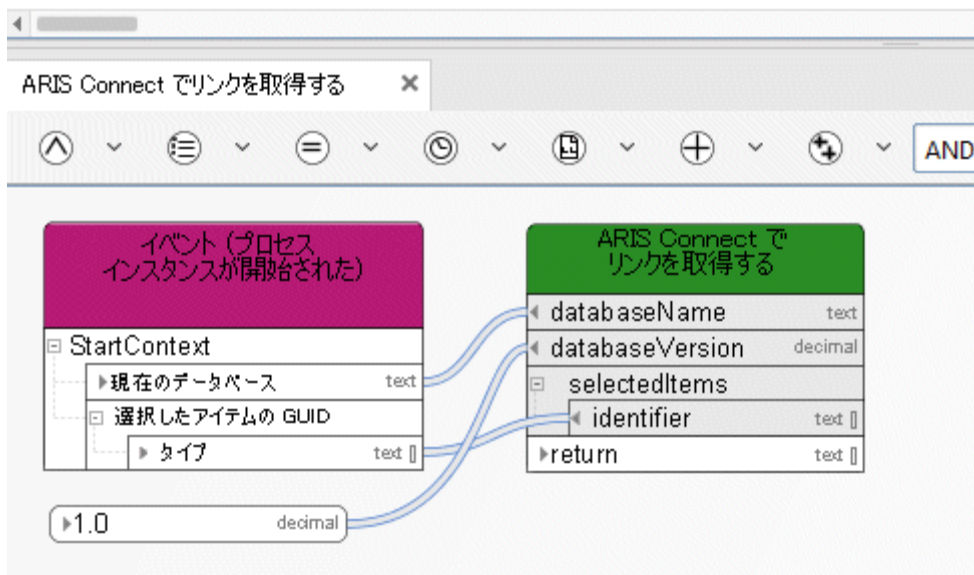 ARIS Connect でリンクを取得する
AND
イベント (プロセス
インスタンスが開始された)
StartContext
現在のデータベース text
選択したアイテムの GUID
タイプ text []
1.0 decimal
ARIS Connect で
リンクを取得する
databaseName text
databaseVersion decimal
selectedItems
identifier text []
return text []